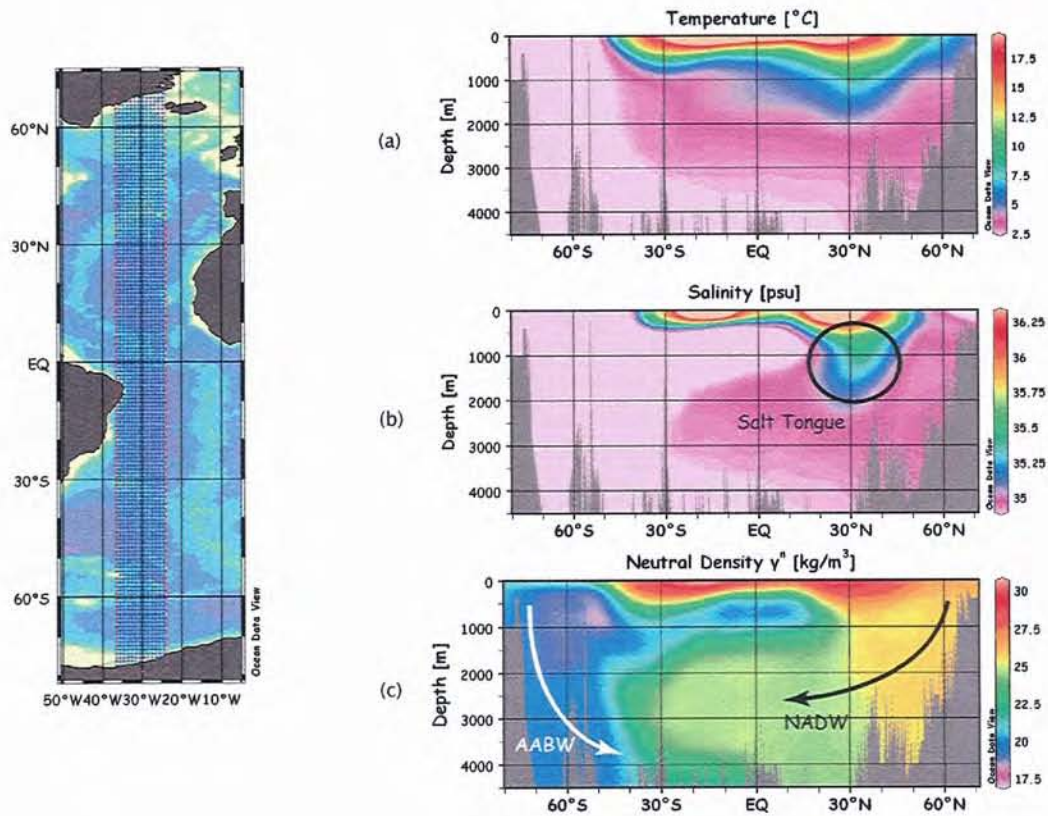 60°N
30°N
EQ
30°S
60°S
50°W40°W30°W20°W10°W
Ocean Data View
(a)
Temperature [°C]
Depth [m]
0
1000
2000
3000
4000
60°S 30°S EQ 30°N 60°N
17.5
15
12.5
10
7.5
5
2.5
Ocean Data View
(b)
Salinity [psu]
Depth [m]
0
1000
2000
3000
4000
Salt Tongue
60°S 30°S EQ 30°N 60°N
36.25
36
35.75
35.5
35.25
35
Ocean Data View
(c)
Neutral Density γⁿ [kg/m³]
Depth [m]
0
1000
2000
3000
4000
AABW
NADW
60°S 30°S EQ 30°N 60°N
30
27.5
25
22.5
20
17.5
Ocean Data View